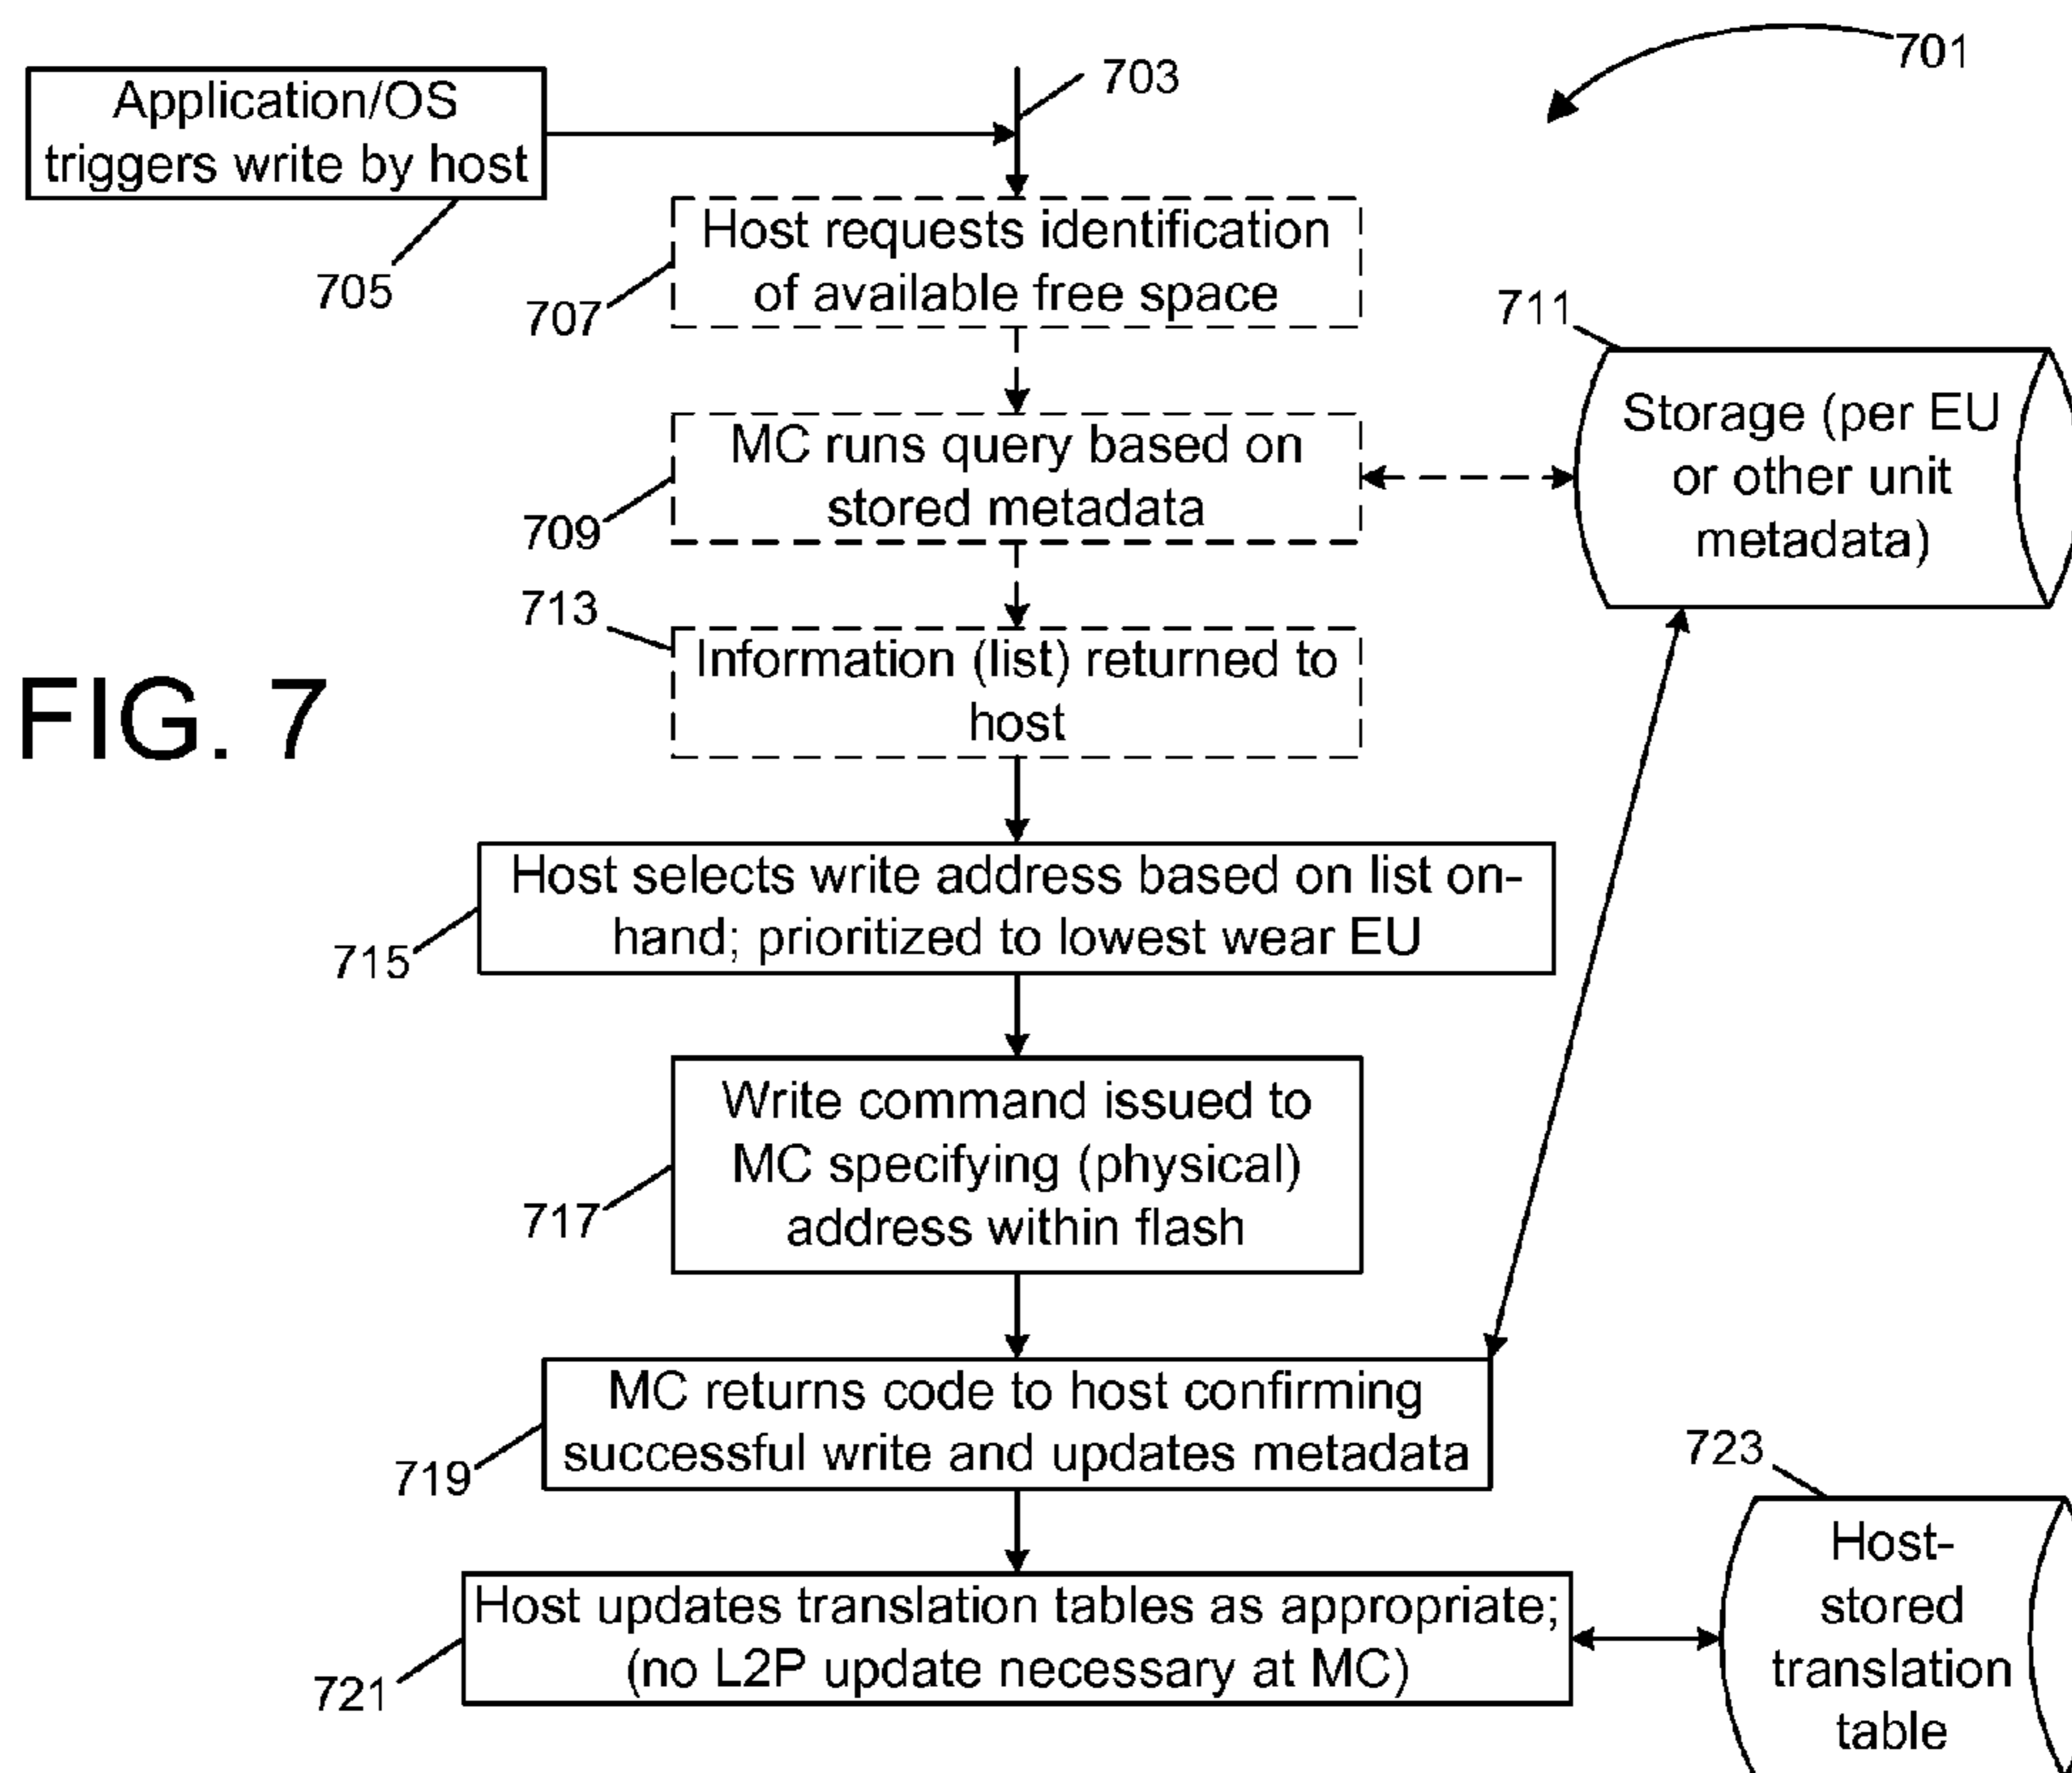 701
703
Application/OS
triggers write by host
705
Host requests identification
of available free space
707
711
Storage (per EU
or other unit
metadata)
MC runs query based on
stored metadata
709
713
Information (list) returned to
host
FIG. 7
Host selects write address based on list on-
hand; prioritized to lowest wear EU
715
Write command issued to
MC specifying (physical)
address within flash
717
MC returns code to host confirming
successful write and updates metadata
719
723
Host-
stored
translation
table
Host updates translation tables as appropriate;
(no L2P update necessary at MC)
721